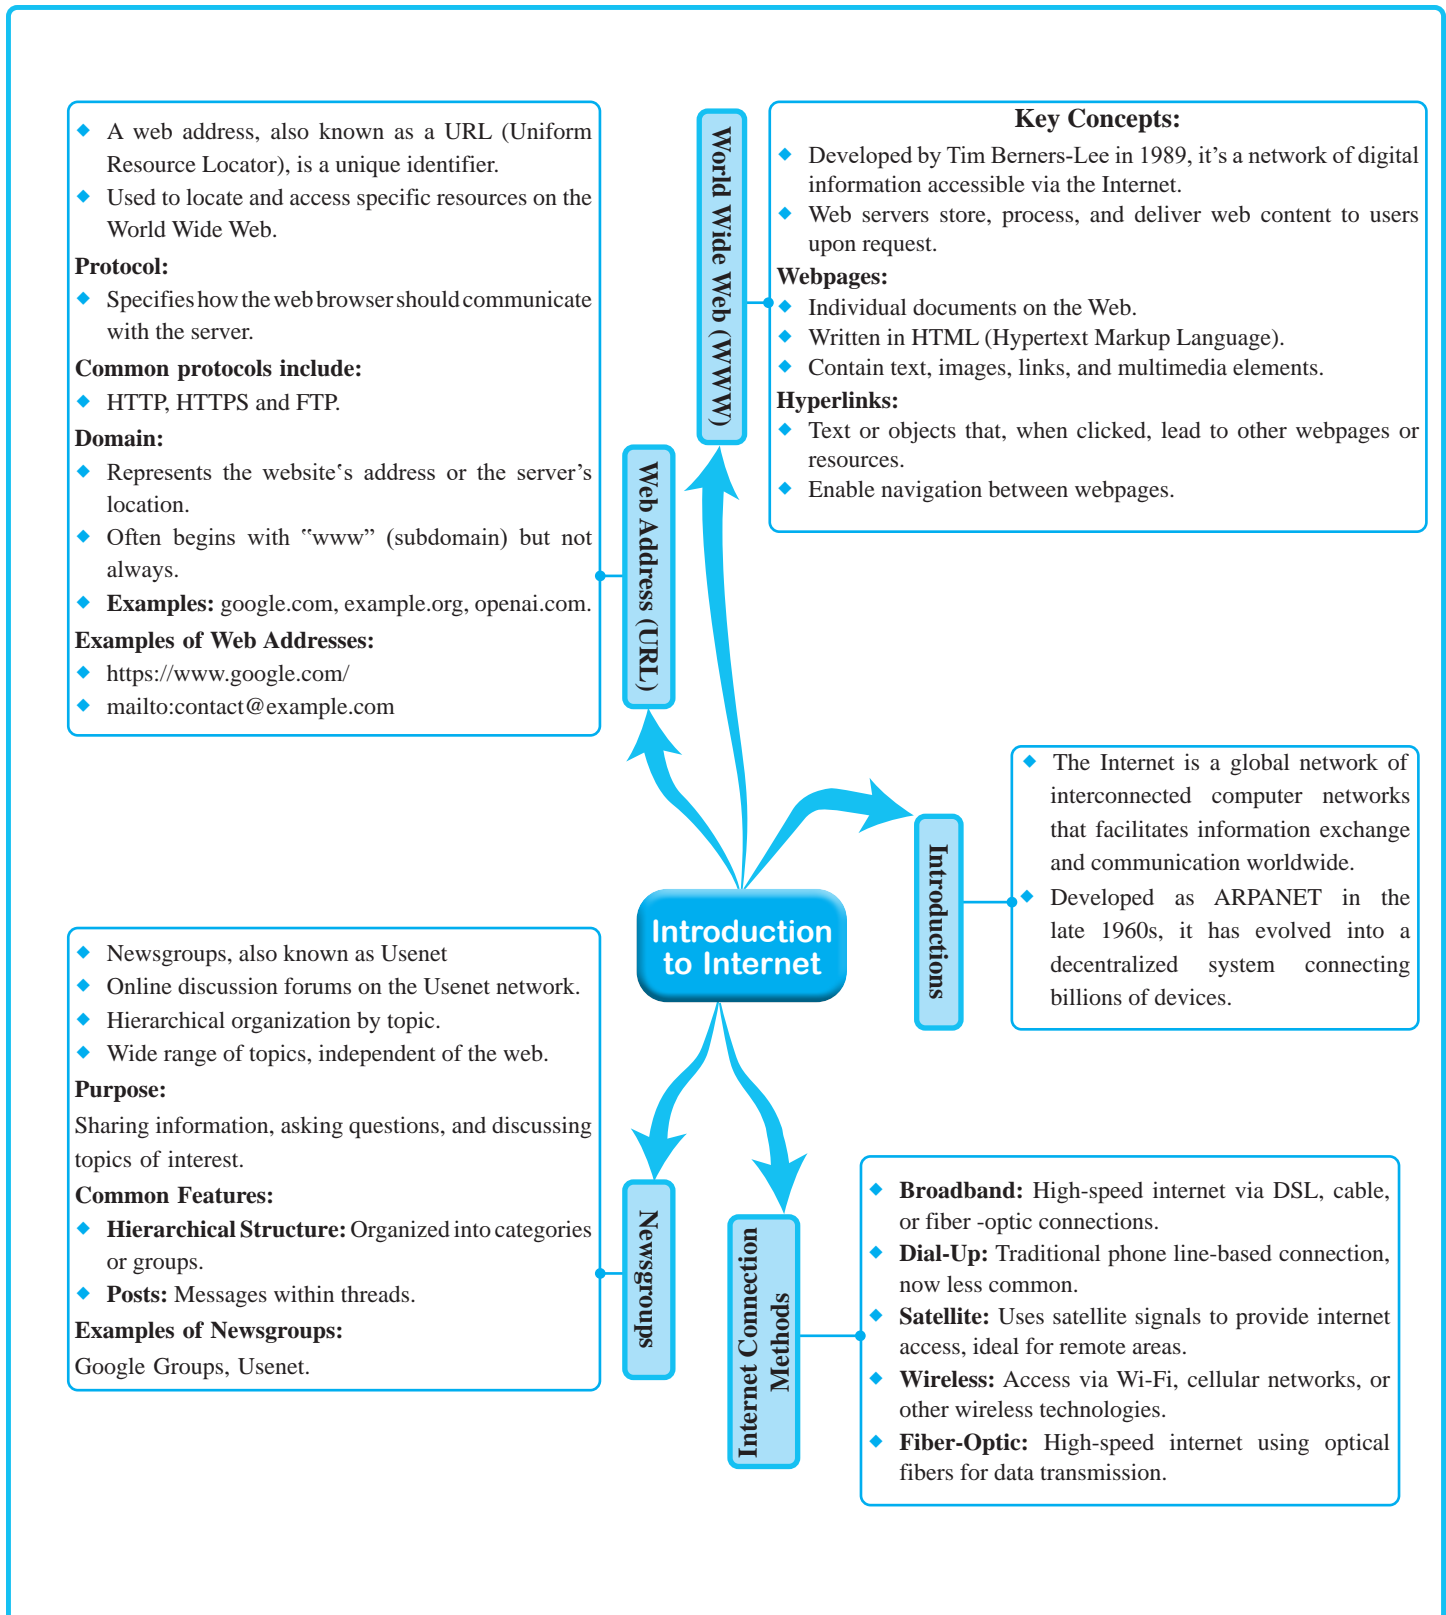 A web address, also known as a URL (Uniform
Resource Locator), is a unique identifier.
Used to locate and access specific resources on the
World Wide Web.
Protocol:
Specifies how the web browser should communicate
with the server.
Common protocols include:
HTTP, HTTPS and FTP.
Domain:
Represents the website's address or the server's
location.
Often begins with "www" (subdomain) but not
always.
Examples: google.com, example.org, openai.com.
Examples of Web Addresses:
https://www.google.com/
mailto:contact@example.com
Web Address (URL)
World Wide Web (WWW)
Key Concepts:
Developed by Tim Berners-Lee in 1989, it's a network of digital
information accessible via the Internet.
Web servers store, process, and deliver web content to users
upon request.
Webpages:
Individual documents on the Web.
Written in HTML (Hypertext Markup Language).
Contain text, images, links, and multimedia elements.
Hyperlinks:
Text or objects that, when clicked, lead to other webpages or
resources.
Enable navigation between webpages.
Introduction
to Internet
Introductions
The Internet is a global network of
interconnected computer networks
that facilitates information exchange
and communication worldwide.
Developed as ARPANET in the
late 1960s, it has evolved into a
decentralized system connecting
billions of devices.
Newsgroups, also known as Usenet
Online discussion forums on the Usenet network.
Hierarchical organization by topic.
Wide range of topics, independent of the web.
Purpose:
Sharing information, asking questions, and discussing
topics of interest.
Common Features:
Hierarchical Structure: Organized into categories
or groups.
Posts: Messages within threads.
Examples of Newsgroups:
Google Groups, Usenet.
Newsgroups
Internet Connection
Methods
Broadband: High-speed internet via DSL, cable,
or fiber -optic connections.
Dial-Up: Traditional phone line-based connection,
now less common.
Satellite: Uses satellite signals to provide internet
access, ideal for remote areas.
Wireless: Access via Wi-Fi, cellular networks, or
other wireless technologies.
Fiber-Optic: High-speed internet using optical
fibers for data transmission.